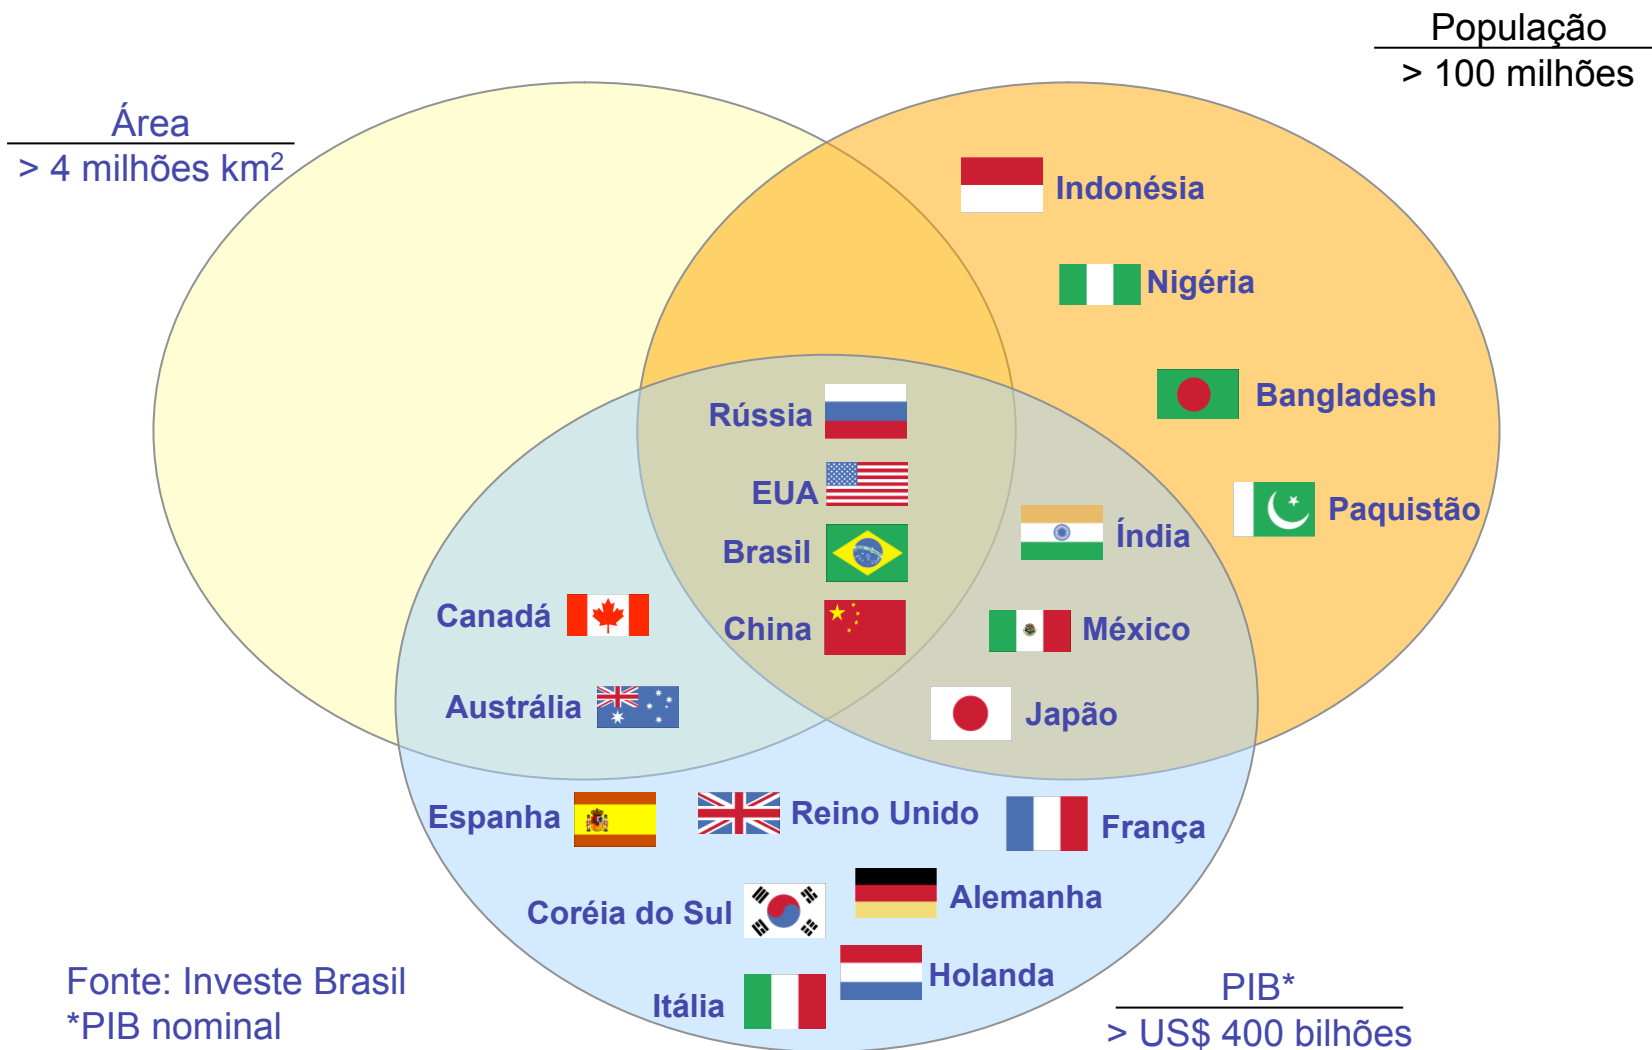 População
> 100 milhões
Área
> 4 milhões km²
Indonésia
Nigéria
Bangladesh
Paquistão
Rússia
EUA
Brasil
China
Índia
México
Japão
Canadá
Austrália
Espanha
Reino Unido
França
Coréia do Sul
Alemanha
Holanda
Itália
Fonte: Investe Brasil
*PIB nominal
PIB*
> US$ 400 bilhões